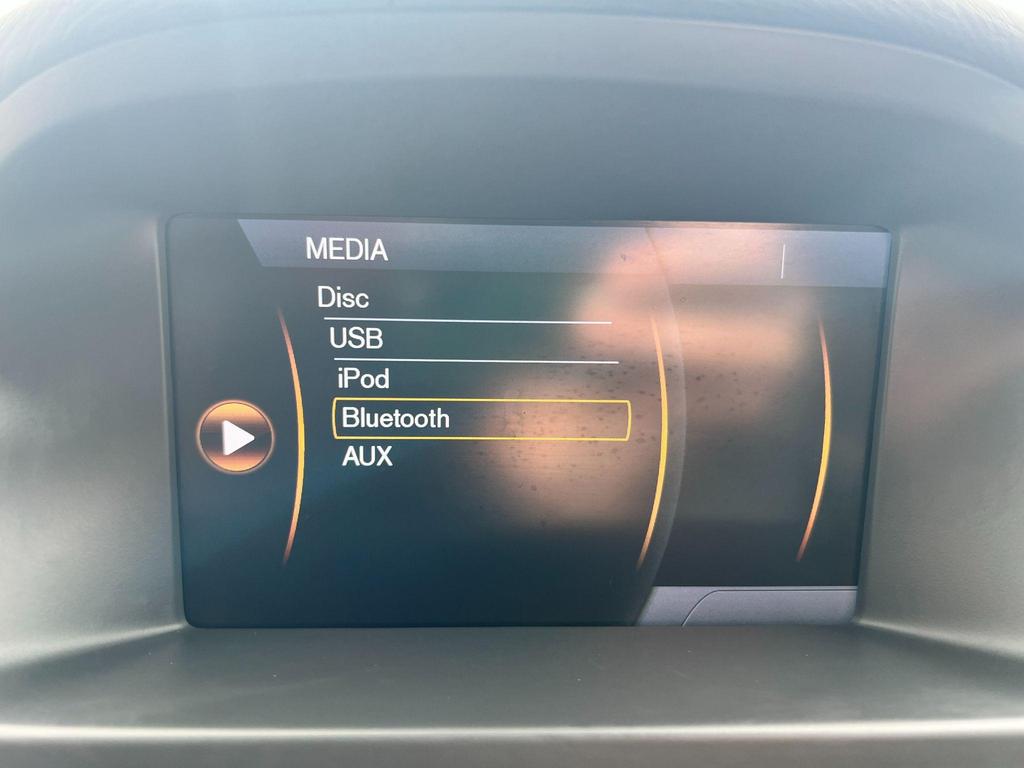 MEDIA
Disc
USB
iPod
Bluetooth
AUX